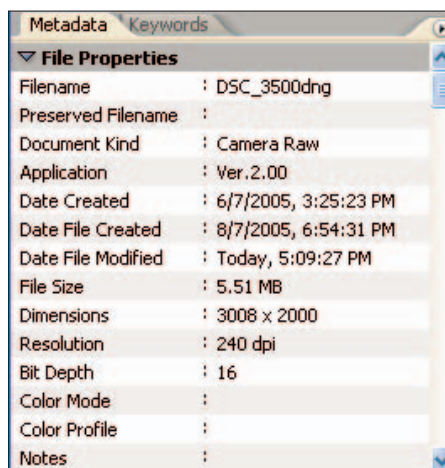 Metadata Keywords
File Properties
Filename : DSC_3500dng
Preserved Filename :
Document Kind : Camera Raw
Application : Ver.2.00
Date Created : 6/7/2005, 3:25:23 PM
Date File Created : 8/7/2005, 6:54:31 PM
Date File Modified : Today, 5:09:27 PM
File Size : 5.51 MB
Dimensions : 3008 x 2000
Resolution : 240 dpi
Bit Depth : 16
Color Mode :
Color Profile :
Notes :